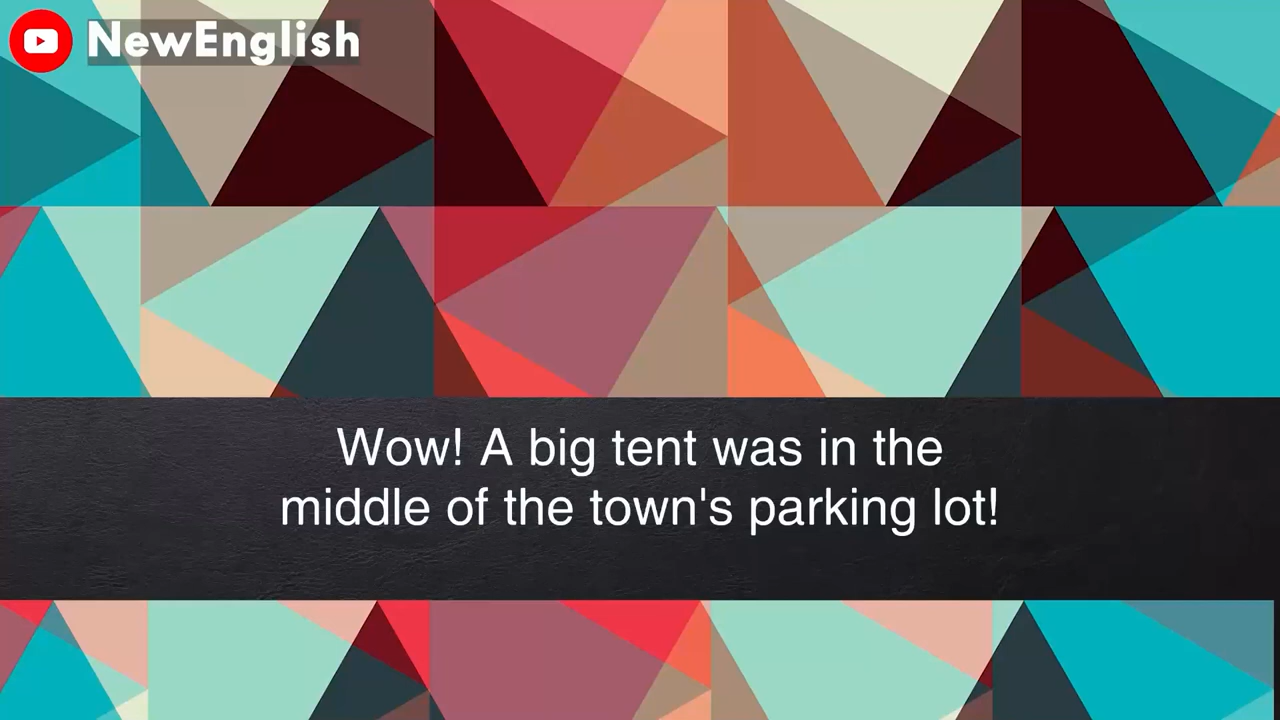 NewEnglish
Wow! A big tent was in the
middle of the town's parking lot!